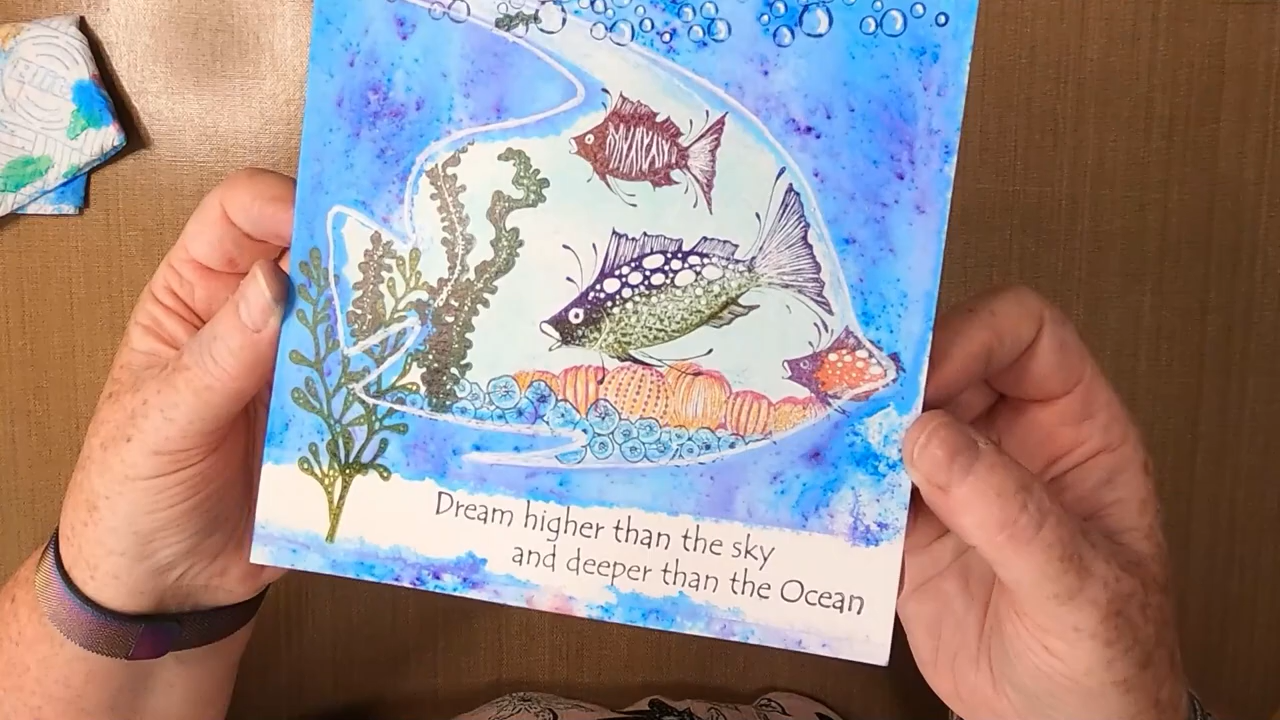 Dream higher than the sky
and deeper than the Ocean